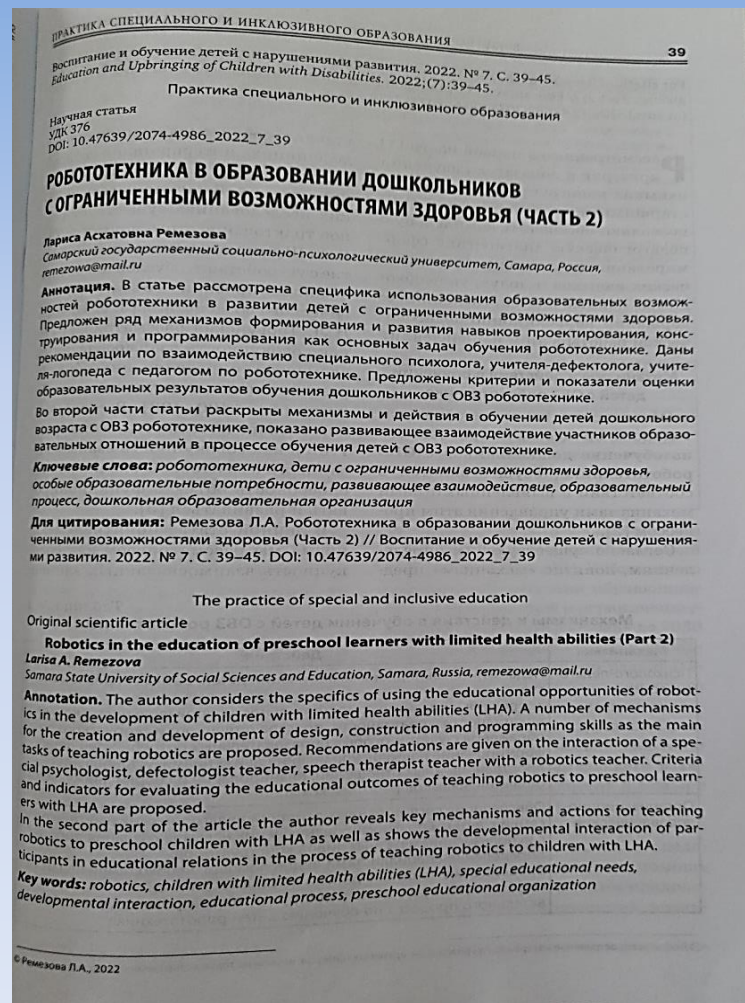 ПРАКТИКА СПЕЦИАЛЬНОГО И ИНКЛЮЗИВНОГО ОБРАЗОВАНИЯ
39
Воспитание и обучение детей с нарушениями развития. 2022. № 7. С. 39–45.
Education and Upbringing of Children with Disabilities. 2022;(7):39–45.
Практика специального и инклюзивного образования
Научная статья
УДК 376
DOI: 10.47639/2074-4986_2022_7_39
РОБОТОТЕХНИКА В ОБРАЗОВАНИИ ДОШКОЛЬНИКОВ
С ОГРАНИЧЕННЫМИ ВОЗМОЖНОСТЯМИ ЗДОРОВЬЯ (ЧАСТЬ 2)
Лариса Асхатовна Ремезова
Самарский государственный социально-психологический университет, Самара, Россия,
remezowa@mail.ru
Аннотация. В статье рассмотрена специфика использования образовательных возмож-
ностей робототехники в развитии детей с ограниченными возможностями здоровья.
Предложен ряд механизмов формирования и развития навыков проектирования, конс-
труирования и программирования как основных задач обучения робототехнике. Даны
рекомендации по взаимодействию специального психолога, учителя-дефектолога, учите-
ля-логопеда с педагогом по робототехнике. Предложены критерии и показатели оценки
образовательных результатов обучения дошкольников с ОВЗ робототехнике.
Во второй части статьи раскрыты механизмы и действия в обучении детей дошкольного
возраста с ОВЗ робототехнике, показано развивающее взаимодействие участников образо-
вательных отношений в процессе обучения детей с ОВЗ робототехнике.
Ключевые слова: робототехника, дети с ограниченными возможностями здоровья,
особые образовательные потребности, развивающее взаимодействие, образовательный
процесс, дошкольная образовательная организация
Для цитирования: Ремезова Л.А. Робототехника в образовании дошкольников с ограни-
ченными возможностями здоровья (Часть 2) // Воспитание и обучение детей с нарушения-
ми развития. 2022. № 7. С. 39–45. DOI: 10.47639/2074-4986_2022_7_39
The practice of special and inclusive education
Original scientific article
Robotics in the education of preschool learners with limited health abilities (Part 2)
Larisa A. Remezova
Samara State University of Social Sciences and Education, Samara, Russia, remezowa@mail.ru
Annotation. The author considers the specifics of using the educational opportunities of robot-
ics in the development of children with limited health abilities (LHA). A number of mechanisms
for the creation and development of design, construction and programming skills as the main
tasks of teaching robotics are proposed. Recommendations are given on the interaction of a spe-
cial psychologist, defectologist teacher, speech therapist teacher with a robotics teacher. Criteria
and indicators for evaluating the educational outcomes of teaching robotics to preschool learn-
ers with LHA are proposed.
In the second part of the article the author reveals key mechanisms and actions for teaching
robotics to preschool children with LHA as well as shows the developmental interaction of par-
ticipants in educational relations in the process of teaching robotics to children with LHA.
Key words: robotics, children with limited health abilities (LHA), special educational needs,
developmental interaction, educational process, preschool educational organization
© Ремезова Л.А., 2022